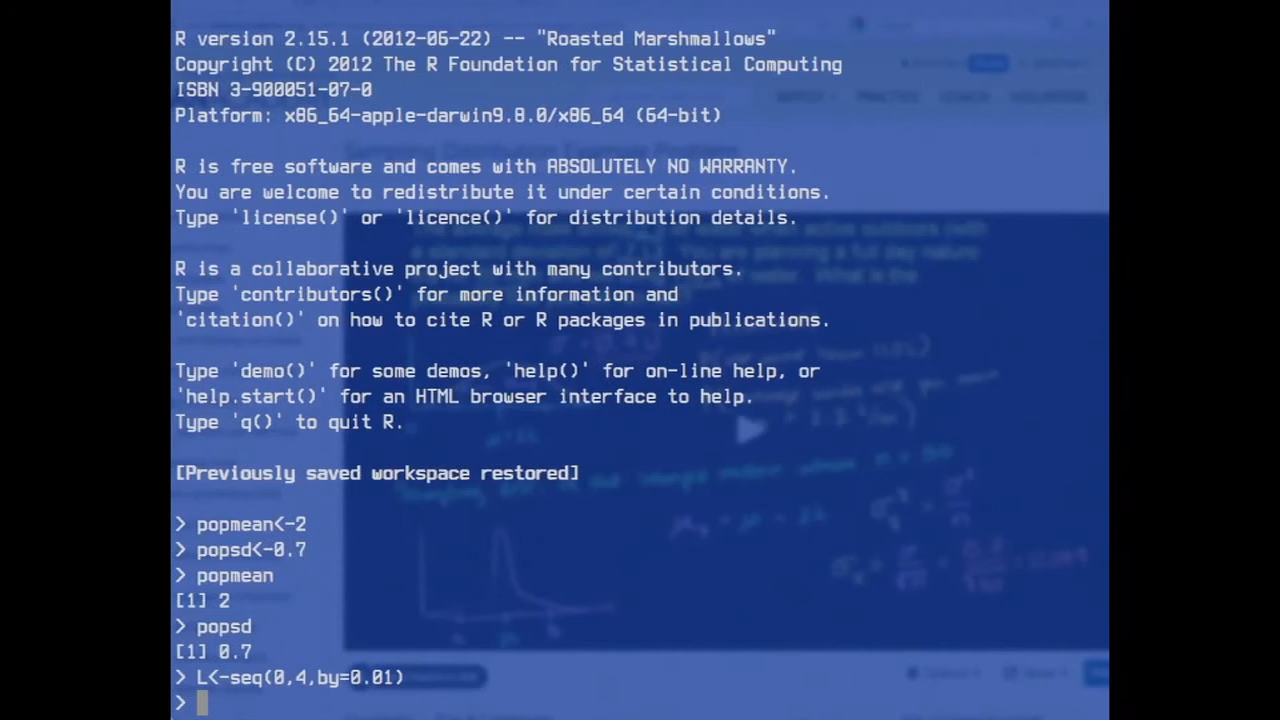 R version 2.15.1 (2012-06-22) -- "Roasted Marshmallows"
Copyright (C) 2012 The R Foundation for Statistical Computing
ISBN 3-900051-07-0
Platform: x86_64-apple-darwin9.8.0/x86_64 (64-bit)
R is free software and comes with ABSOLUTELY NO WARRANTY.
You are welcome to redistribute it under certain conditions.
Type 'license()' or 'licence()' for distribution details.
R is a collaborative project with many contributors.
Type 'contributors()' for more information and
'citation()' on how to cite R or R packages in publications.
Type 'demo()' for some demos, 'help()' for on-line help, or
'help.start()' for an HTML browser interface to help.
Type 'q()' to quit R.
[Previously saved workspace restored]
> popmean<-2
> popsd<-0.7
> popmean
[1] 2
> popsd
[1] 0.7
> L<-seq(0,4,by=0.01)
>